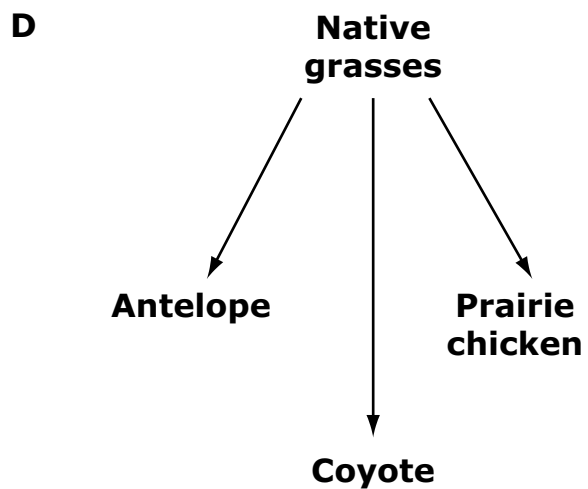 D
Native
grasses
Antelope
Prairie
chicken
Coyote